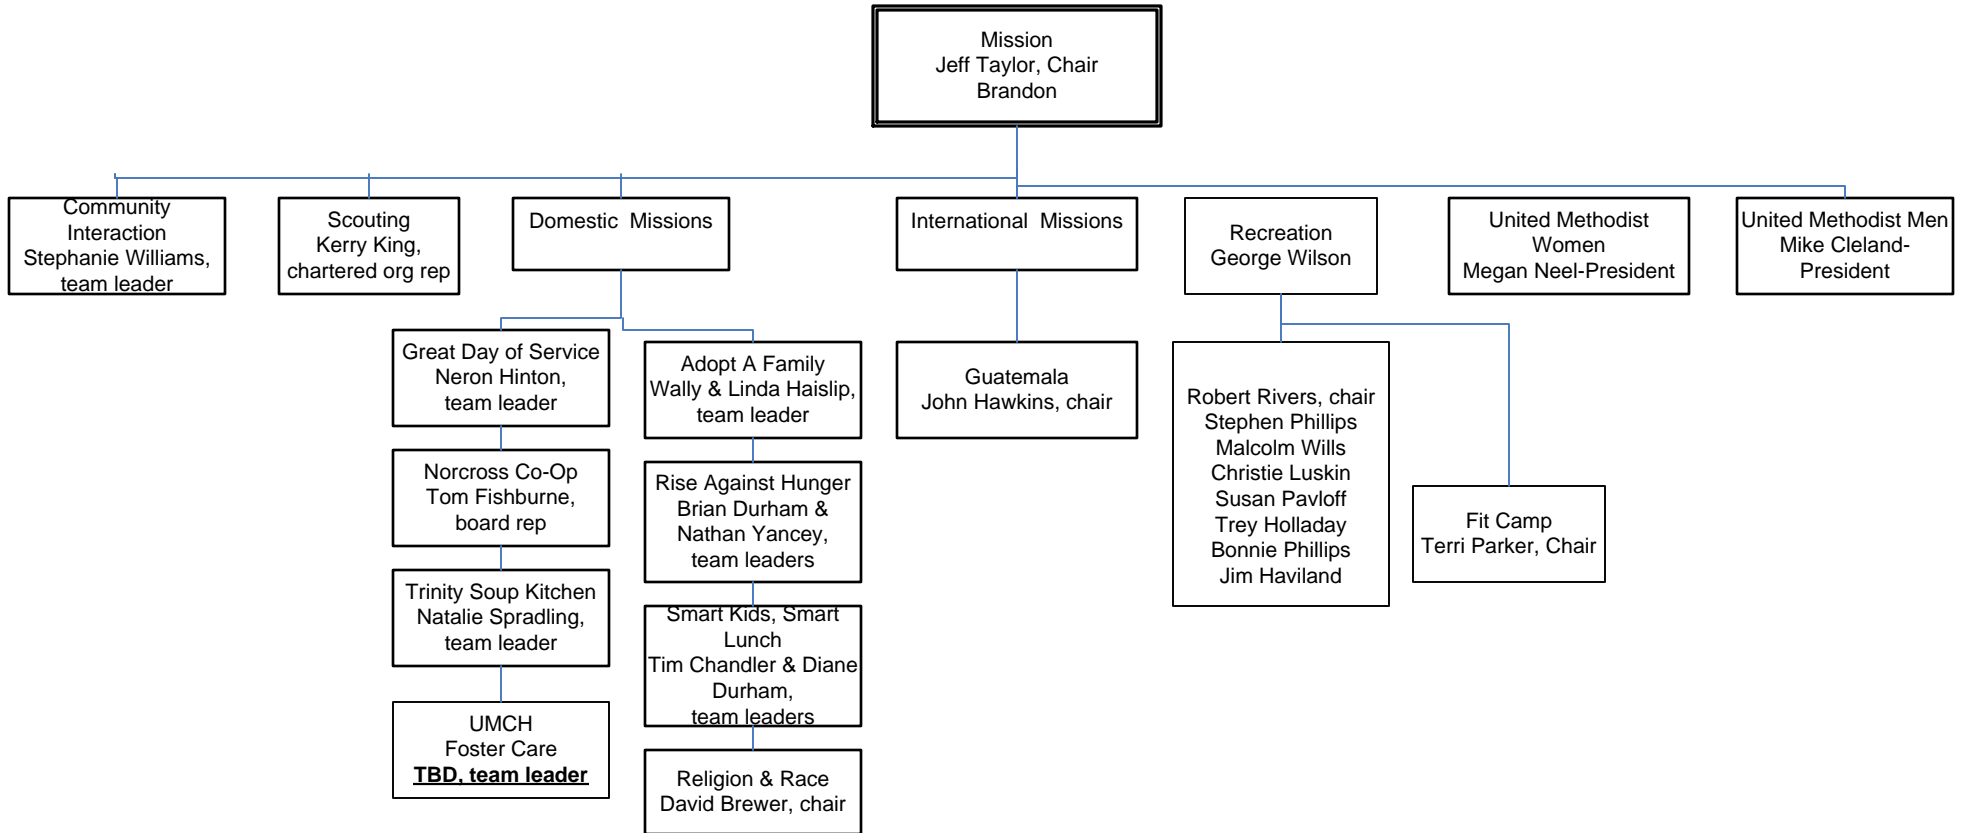 Mission
Jeff Taylor, Chair
Brandon
Community
Interaction
Stephanie Williams,
team leader
Scouting
Kerry King,
chartered org rep
Domestic  Missions
International  Missions
Recreation
George Wilson
United Methodist
Women
Megan Neel-President
United Methodist Men
Mike Cleland-
President
Great Day of Service
Neron Hinton,
team leader
Norcross Co-Op
Tom Fishburne,
board rep
Trinity Soup Kitchen
Natalie Spradling,
team leader
UMCH
Foster Care
TBD, team leader
Adopt A Family
Wally & Linda Haislip,
team leader
Rise Against Hunger
Brian Durham &
Nathan Yancey,
team leaders
Smart Kids, Smart
Lunch
Tim Chandler & Diane
Durham,
team leaders
Religion & Race
David Brewer, chair
Guatemala
John Hawkins, chair
Robert Rivers, chair
Stephen Phillips
Malcolm Wills
Christie Luskin
Susan Pavloff
Trey Holladay
Bonnie Phillips
Jim Haviland
Fit Camp
Terri Parker, Chair